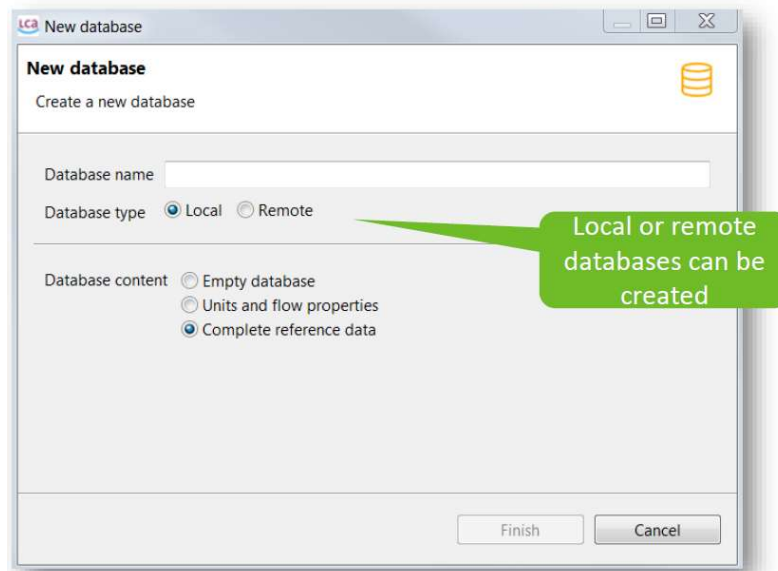 LCA New database
New database
Create a new database
Database name
Database type Local Remote
Local or remote
databases can be
created
Database content Empty database
Units and flow properties
Complete reference data
Finish Cancel